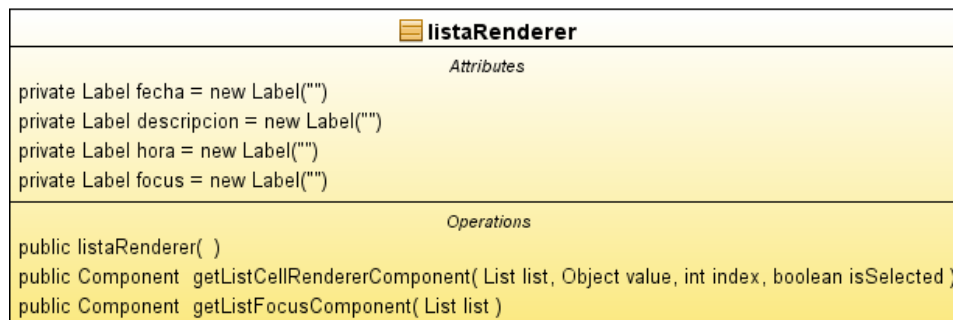 listaRenderer
Attributes
private Label fecha = new Label("")
private Label descripcion = new Label("")
private Label hora = new Label("")
private Label focus = new Label("")
Operations
public listaRenderer( )
public Component getListCellRendererComponent( List list, Object value, int index, boolean isSelected )
public Component getListFocusComponent( List list )